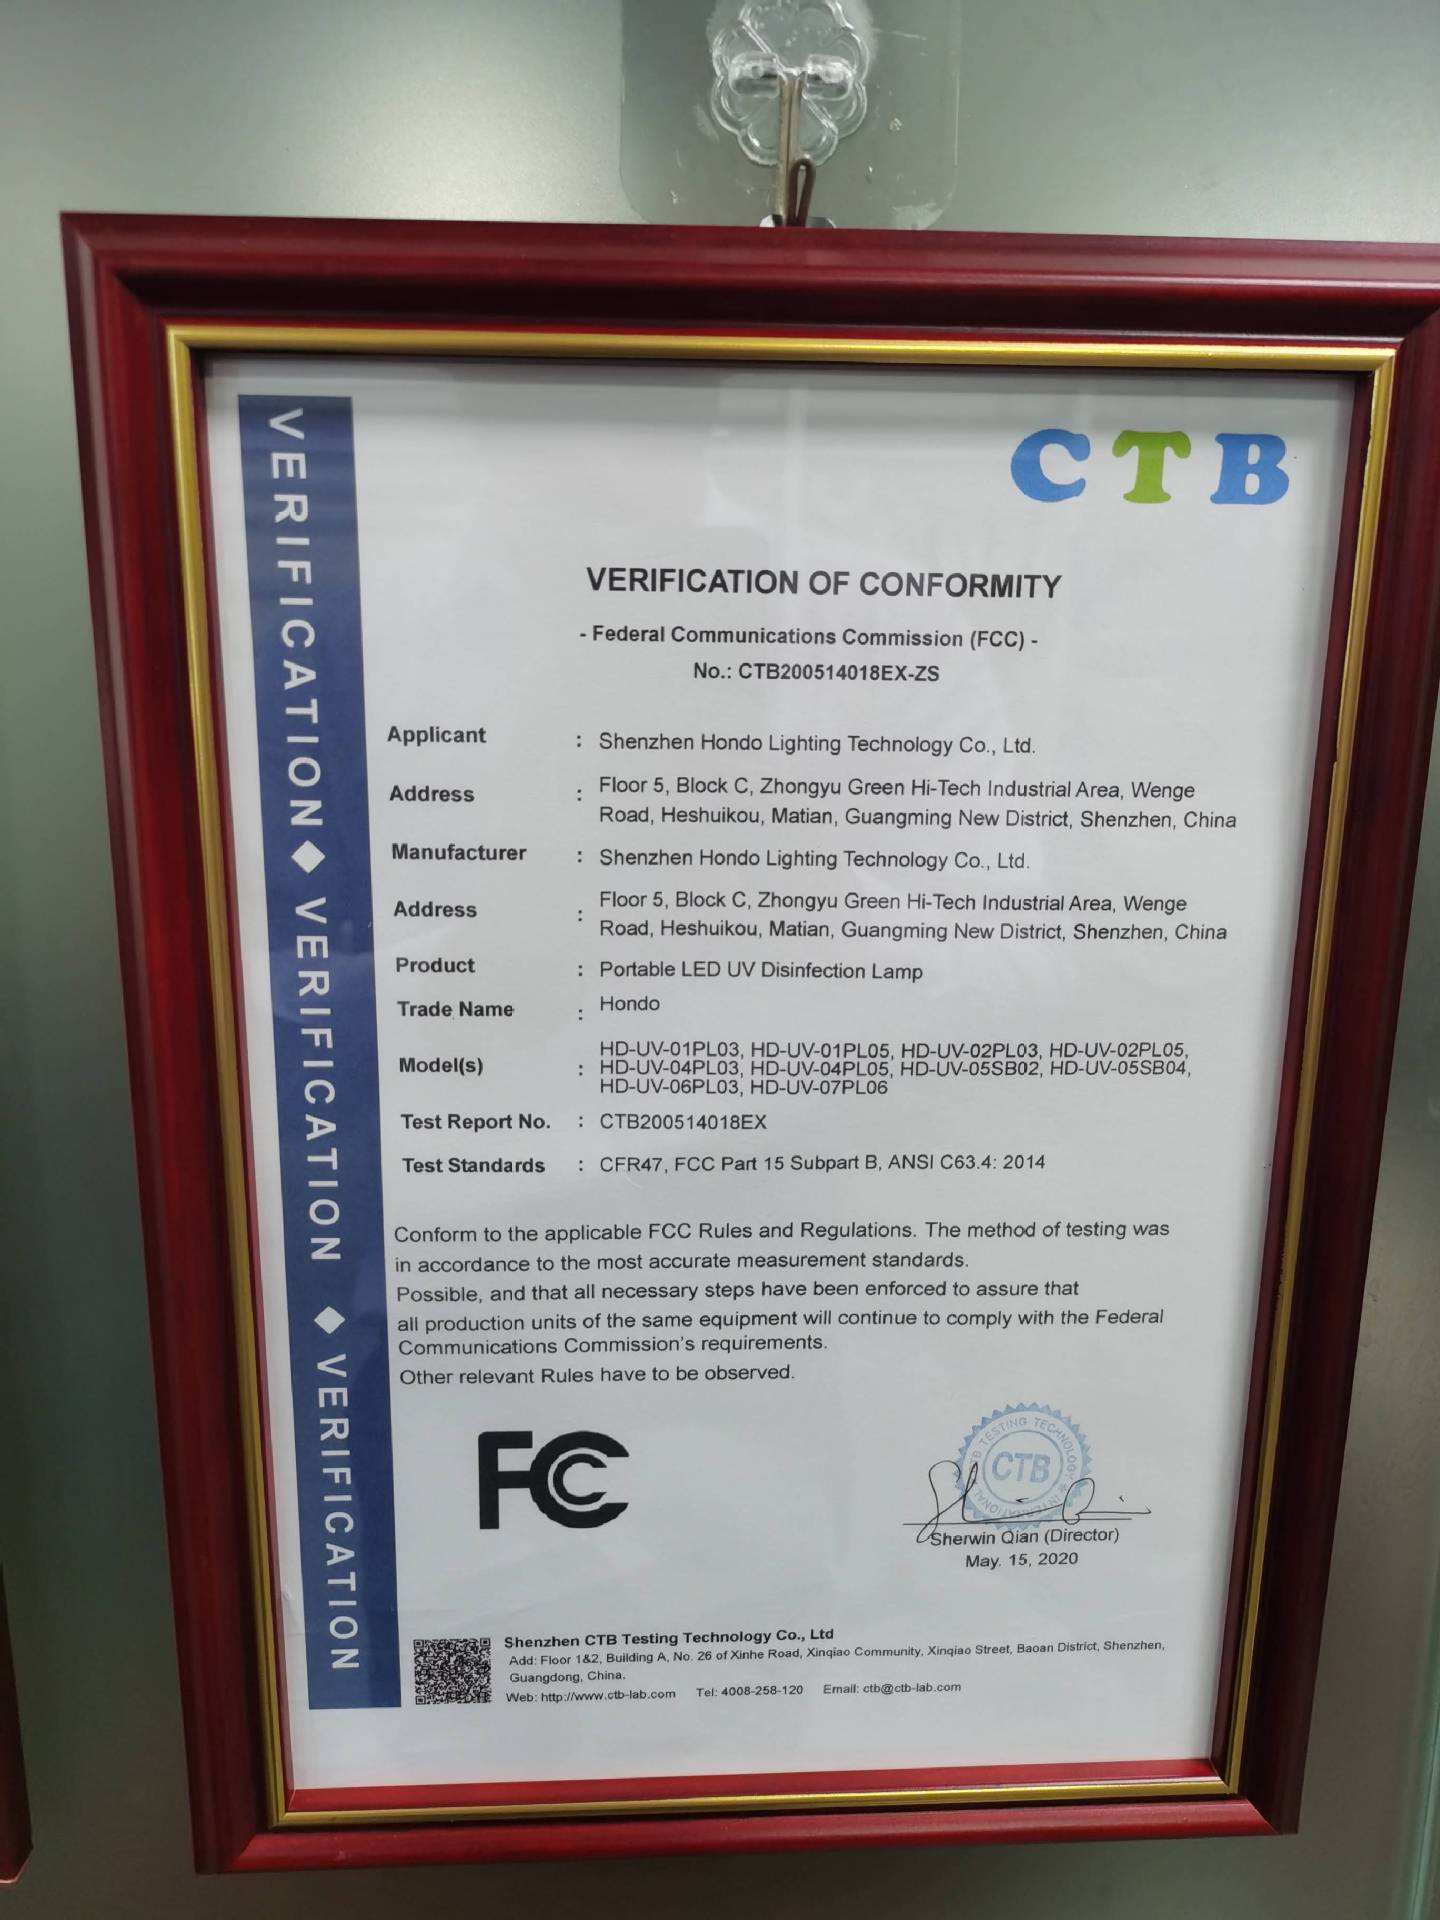 CTB
VERIFICATION ◆ VERIFICATION ◆ VERIFICATION
VERIFICATION OF CONFORMITY
- Federal Communications Commission (FCC) -
No.: CTB200514018EX-ZS
Applicant : Shenzhen Hondo Lighting Technology Co., Ltd.
Address : Floor 5, Block C, Zhongyu Green Hi-Tech Industrial Area, Wenge
Road, Heshuikou, Matian, Guangming New District, Shenzhen, China
Manufacturer : Shenzhen Hondo Lighting Technology Co., Ltd.
Address : Floor 5, Block C, Zhongyu Green Hi-Tech Industrial Area, Wenge
Road, Heshuikou, Matian, Guangming New District, Shenzhen, China
Product : Portable LED UV Disinfection Lamp
Trade Name : Hondo
Model(s) : HD-UV-01PL03, HD-UV-01PL05, HD-UV-02PL03, HD-UV-02PL05,
HD-UV-04PL03, HD-UV-04PL05, HD-UV-05SB02, HD-UV-05SB04,
HD-UV-06PL03, HD-UV-07PL06
Test Report No. : CTB200514018EX
Test Standards : CFR47, FCC Part 15 Subpart B, ANSI C63.4: 2014
Conform to the applicable FCC Rules and Regulations. The method of testing was
in accordance to the most accurate measurement standards.
Possible, and that all necessary steps have been enforced to assure that
all production units of the same equipment will continue to comply with the Federal
Communications Commission's requirements.
Other relevant Rules have to be observed.
FCC
CTB TESTING TECHNOLOGY
CTB
INTERNATIONAL
Sherwin Qian (Director)
May. 15, 2020
Shenzhen CTB Testing Technology Co., Ltd
Add: Floor 1&2, Building A, No. 26 of Xinhe Road, Xinqiao Community, Xinqiao Street, Baoan District, Shenzhen,
Guangdong, China.
Web: http://www.ctb-lab.com Tel: 4008-258-120 Email: ctb@ctb-lab.com